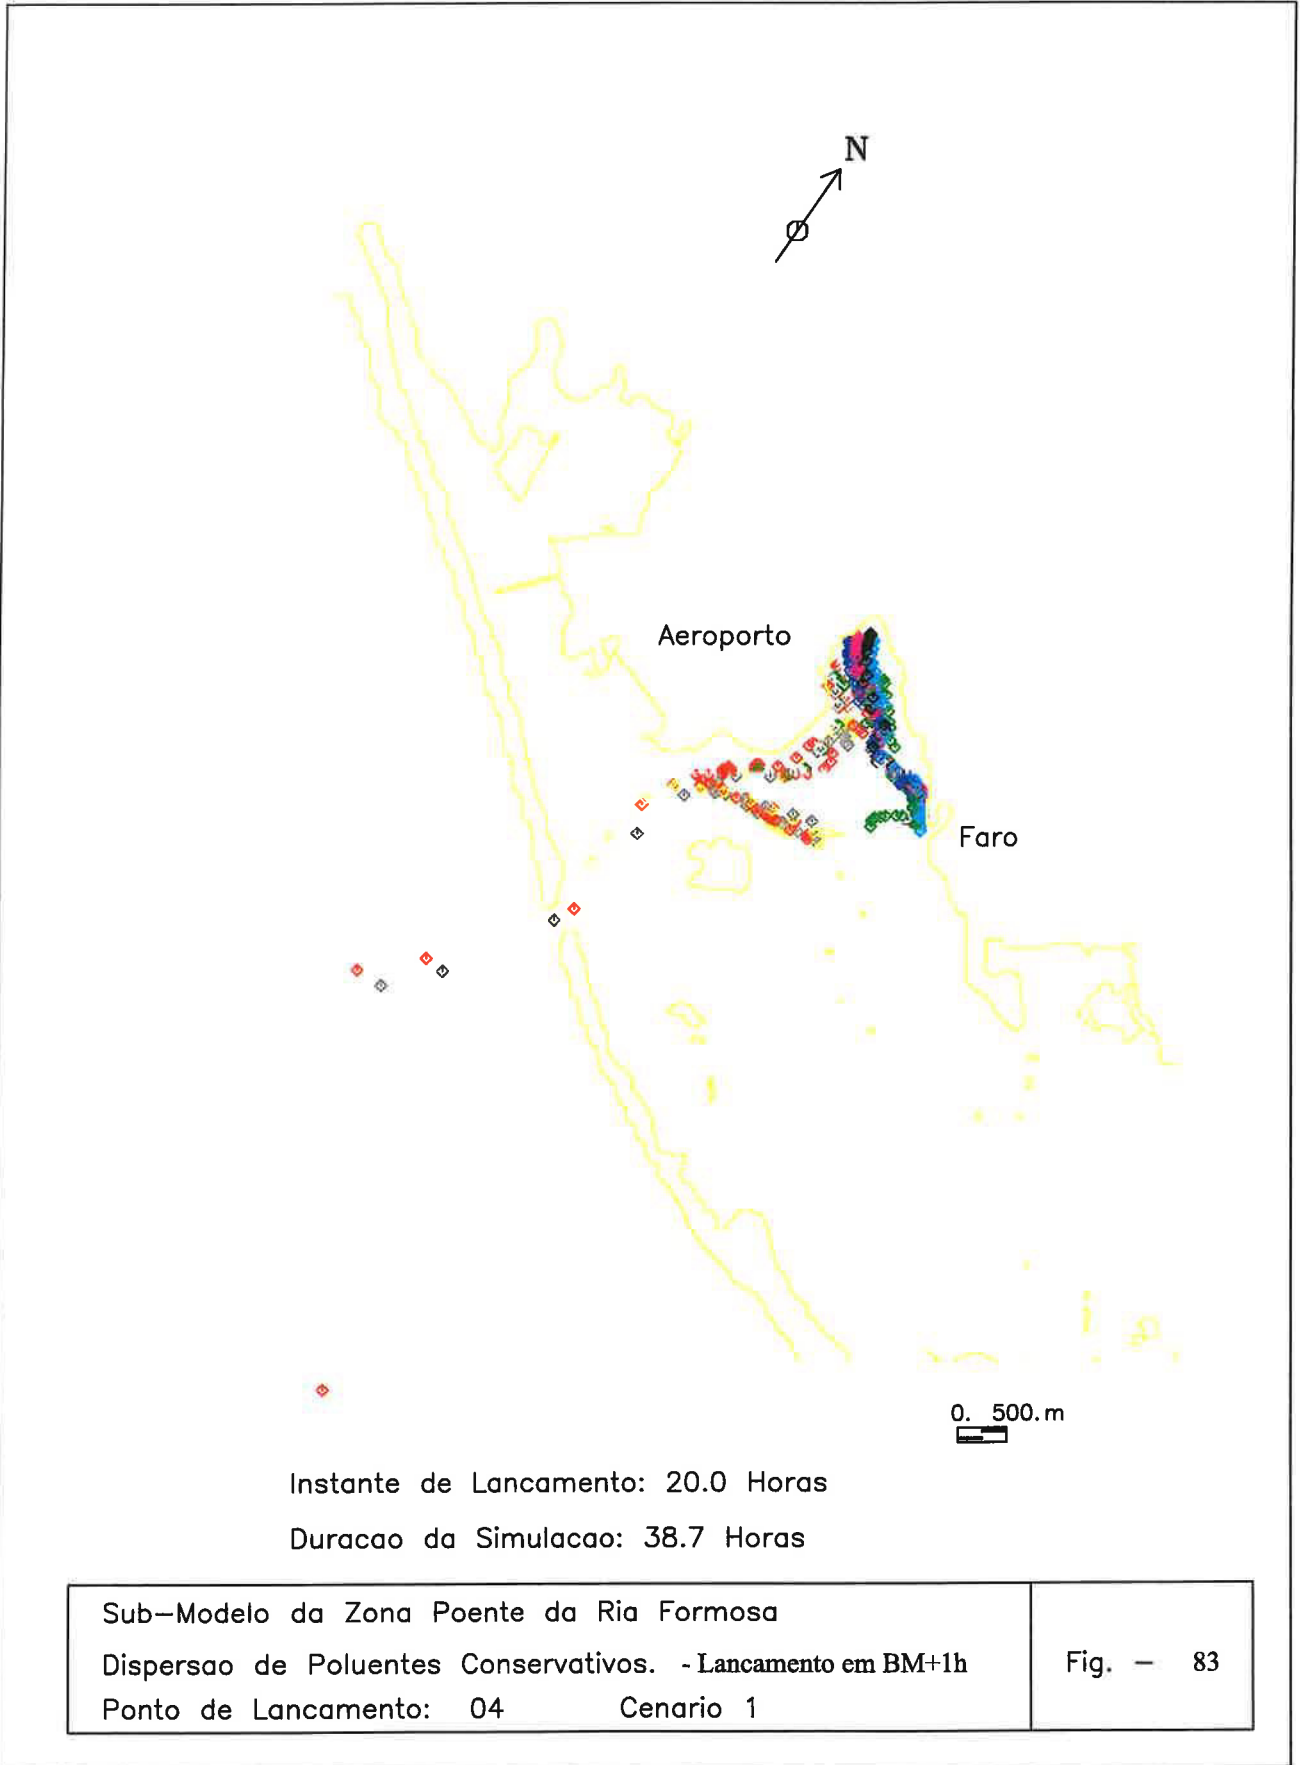 N
Aeroporto
Faro
0. 500.m
Instante de Lancamento: 20.0 Horas
Duracao da Simulacao: 38.7 Horas
Sub-Modelo da Zona Poente da Ria Formosa
Dispersao de Poluentes Conservativos. - Lancamento em BM+1h
Ponto de Lancamento: 04 Cenario 1
Fig. - 83